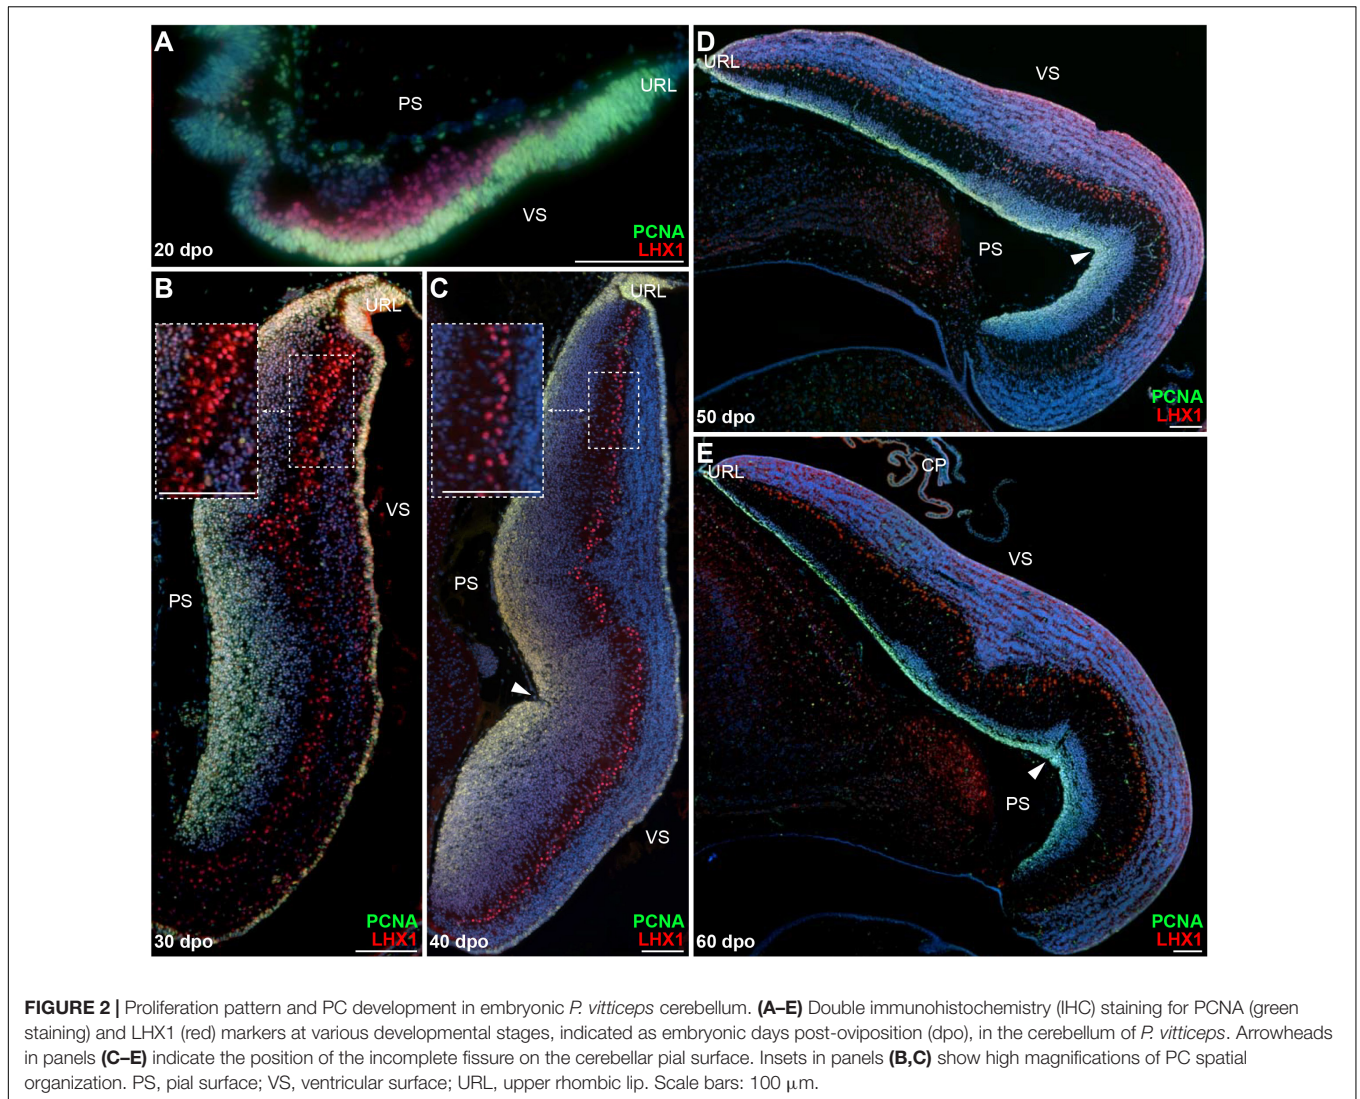 A
PS
URL
VS
PCNA
LHX1
20 dpo
B
URL
VS
PS
PCNA
LHX1
30 dpo
C
URL
PS
VS
PCNA
LHX1
40 dpo
D
URL
VS
PS
PCNA
LHX1
50 dpo
E
URL
CP
VS
PS
PCNA
LHX1
60 dpo
FIGURE 2 | Proliferation pattern and PC development in embryonic P. vitticeps cerebellum. (A–E) Double immunohistochemistry (IHC) staining for PCNA (green
staining) and LHX1 (red) markers at various developmental stages, indicated as embryonic days post-oviposition (dpo), in the cerebellum of P. vitticeps. Arrowheads
in panels (C–E) indicate the position of the incomplete fissure on the cerebellar pial surface. Insets in panels (B,C) show high magnifications of PC spatial
organization. PS, pial surface; VS, ventricular surface; URL, upper rhombic lip. Scale bars: 100 μm.